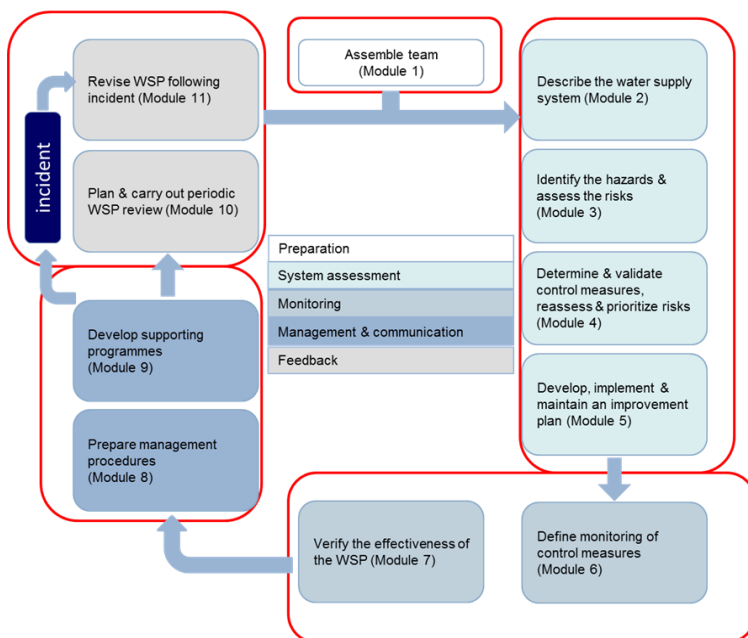 Assemble team
(Module 1)
Revise WSP following
incident (Module 11)
Describe the water supply
system (Module 2)
incident
Plan & carry out periodic
WSP review (Module 10)
Identify the hazards &
assess the risks
(Module 3)
Preparation
System assessment
Monitoring
Management & communication
Feedback
Determine & validate
control measures,
reassess & prioritize risks
(Module 4)
Develop supporting
programmes
(Module 9)
Develop, implement &
maintain an improvement
plan (Module 5)
Prepare management
procedures
(Module 8)
Verify the effectiveness of
the WSP (Module 7)
Define monitoring of
control measures
(Module 6)